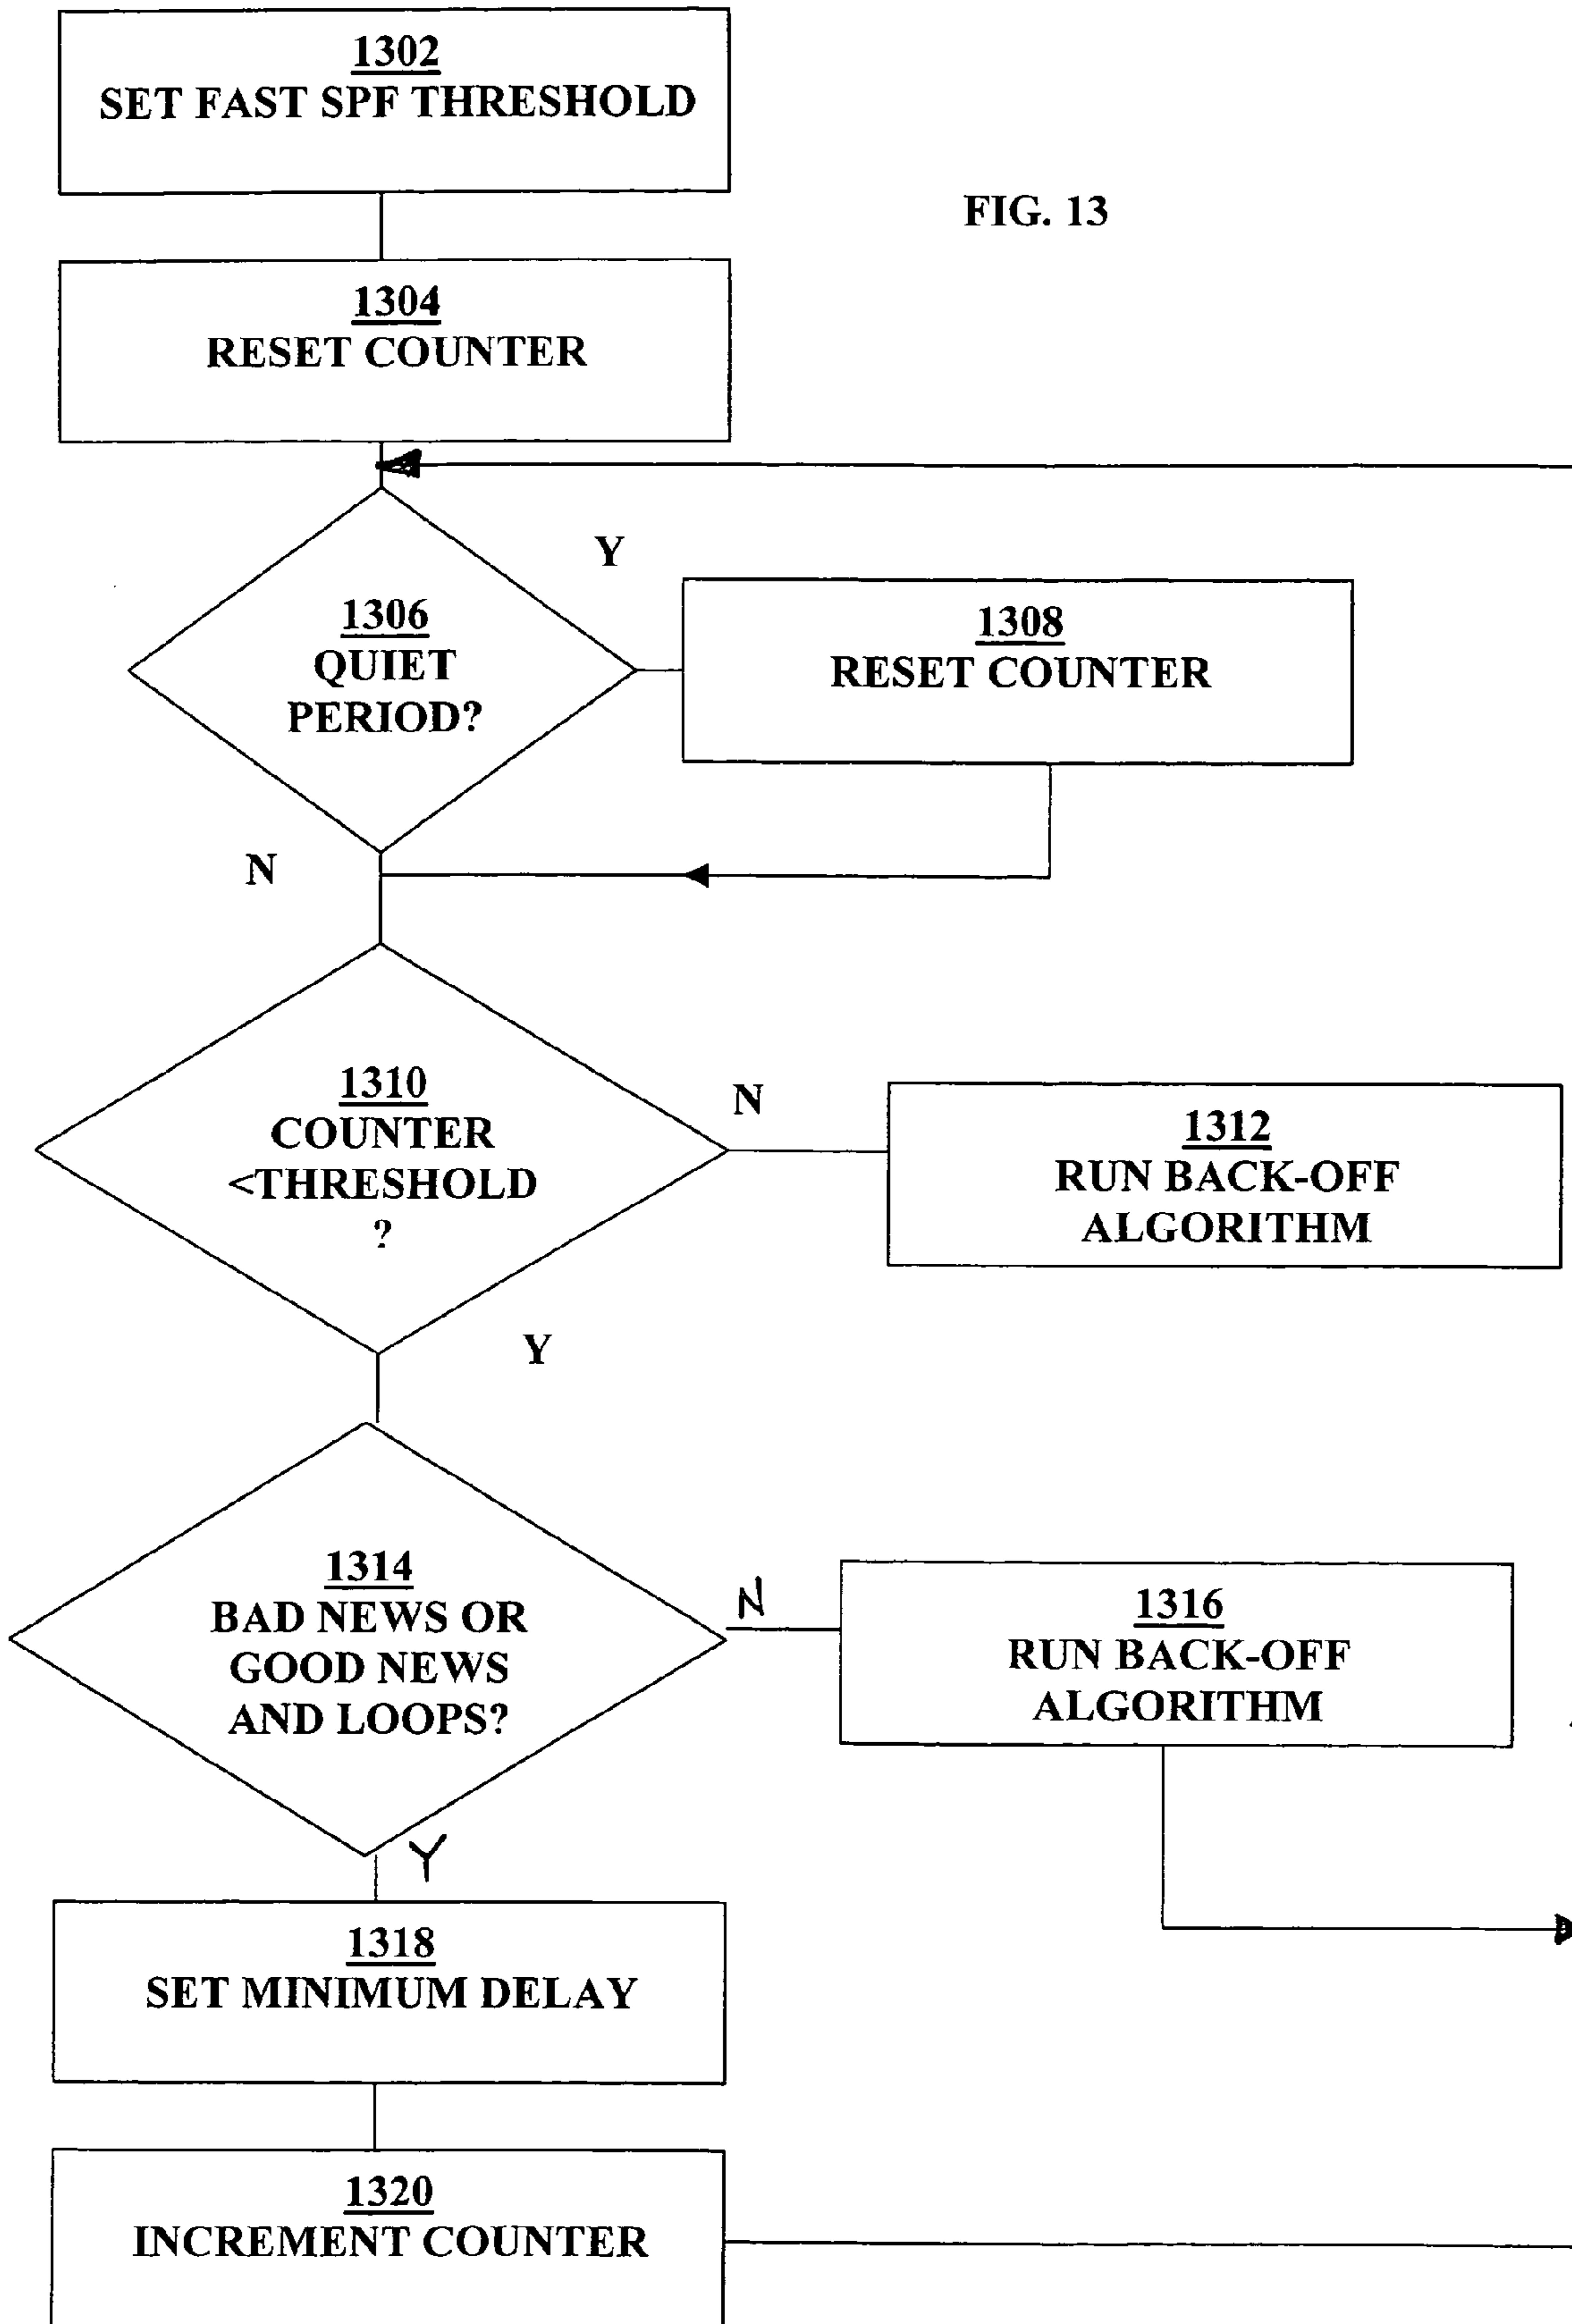 1302
SET FAST SPF THRESHOLD
FIG. 13
1304
RESET COUNTER
Y
1306
QUIET
PERIOD?
1308
RESET COUNTER
N
1310
COUNTER
<THRESHOLD
?
N
1312
RUN BACK-OFF
ALGORITHM
Y
1314
BAD NEWS OR
GOOD NEWS
AND LOOPS?
N
1316
RUN BACK-OFF
ALGORITHM
Y
1318
SET MINIMUM DELAY
1320
INCREMENT COUNTER